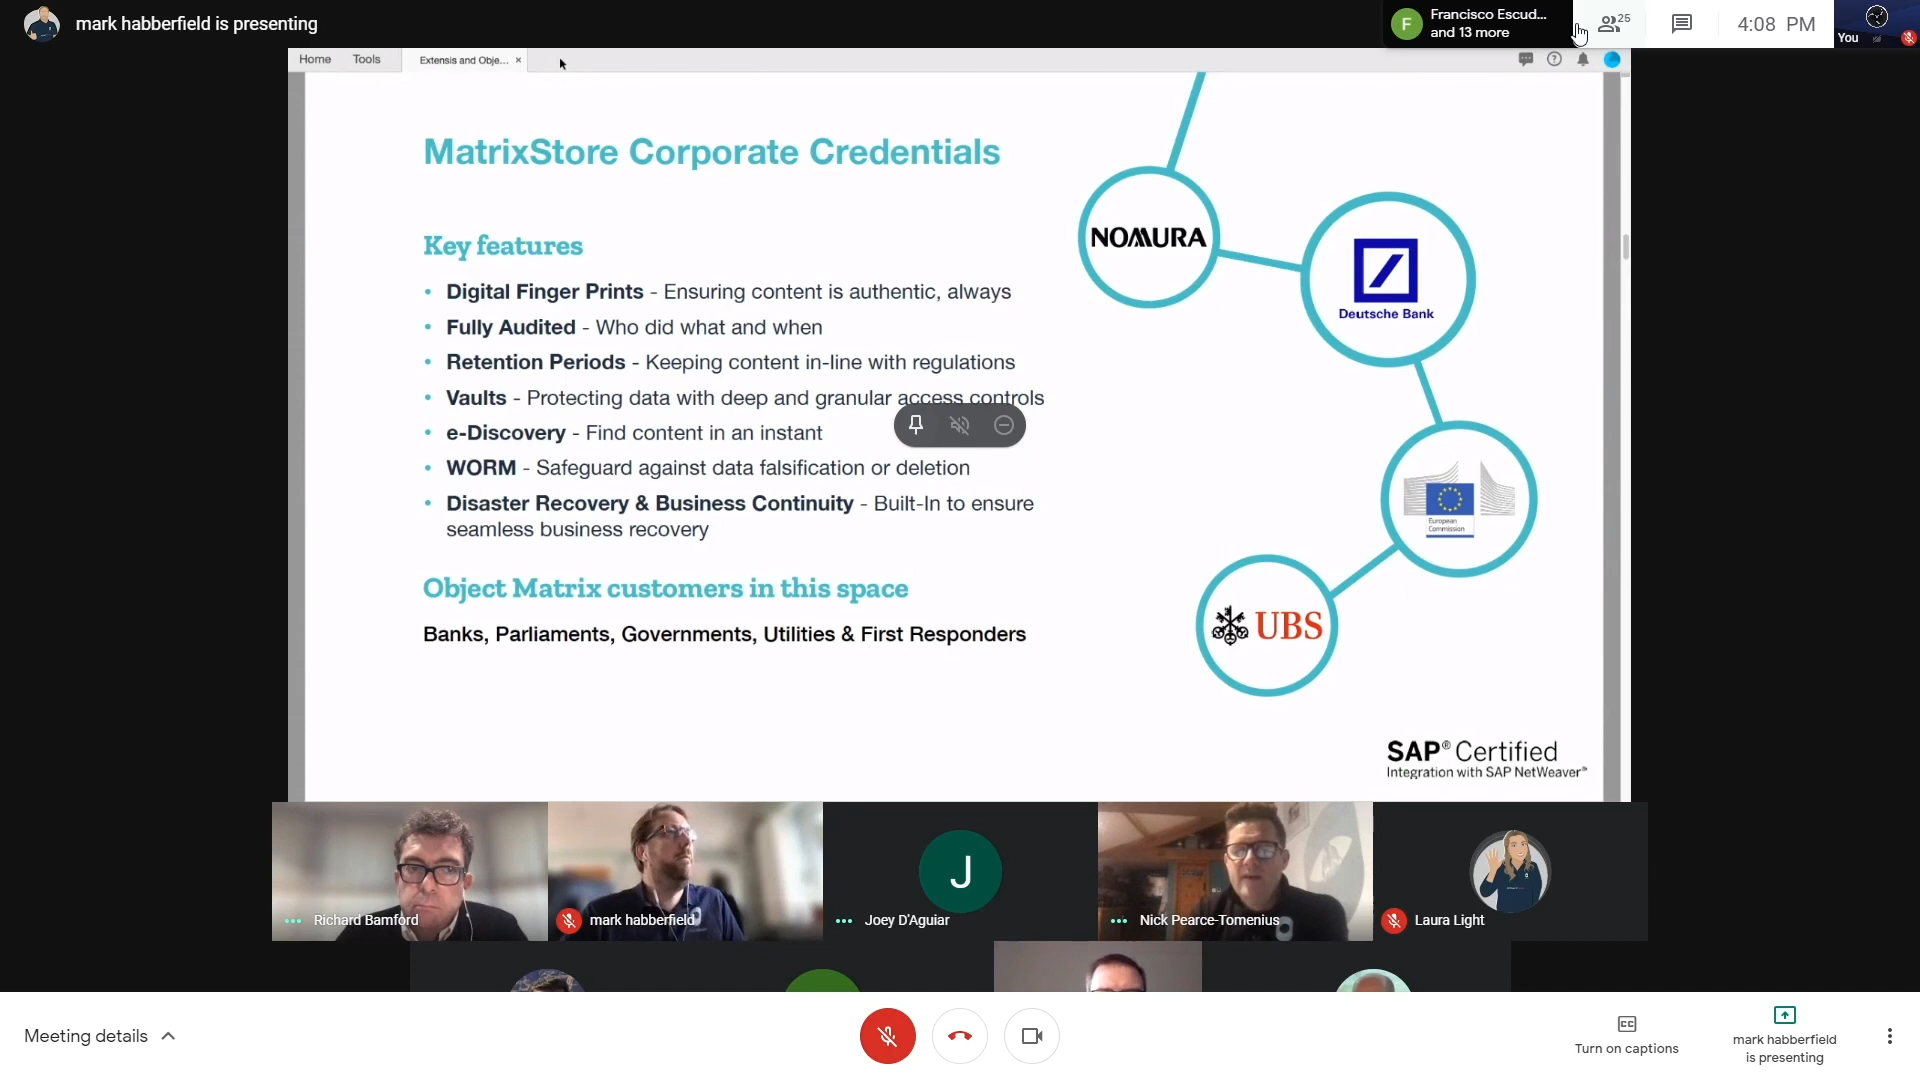 mark habberfield is presenting
F
Francisco Escud...
and 13 more
25
4:08 PM
You
Home
Tools
Extensis and Obje...
MatrixStore Corporate Credentials
Key features
• Digital Finger Prints - Ensuring content is authentic, always
• Fully Audited - Who did what and when
• Retention Periods - Keeping content in-line with regulations
• Vaults - Protecting data with deep and granular access controls
• e-Discovery - Find content in an instant
• WORM - Safeguard against data falsification or deletion
• Disaster Recovery & Business Continuity - Built-In to ensure
seamless business recovery
Object Matrix customers in this space
Banks, Parliaments, Governments, Utilities & First Responders
NOMURA
Deutsche Bank
European
Commission
UBS
SAP® Certified
Integration with SAP NetWeaver®
Richard Bamford
mark habberfield
J
Joey D'Aguiar
Nick Pearce-Tomenius
Laura Light
Meeting details
CC
Turn on captions
mark habberfield
is presenting